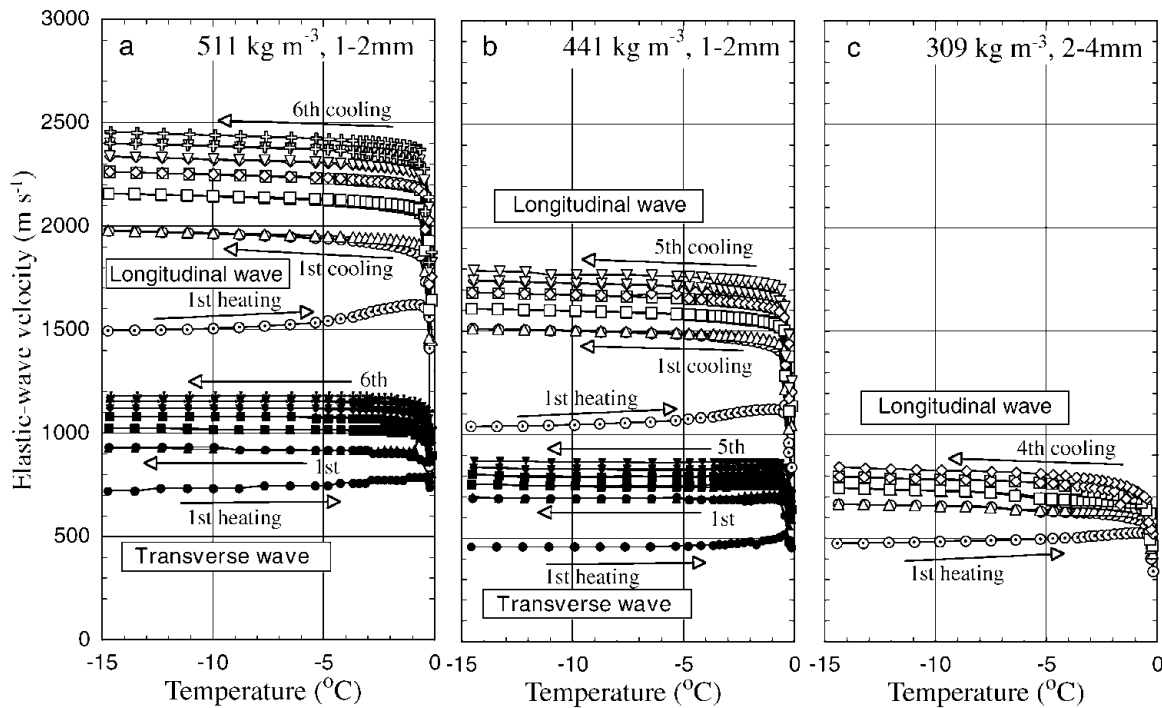 Elastic-wave velocity (m s⁻¹)
3000
2500
2000
1500
1000
500
0
a 511 kg m⁻³, 1-2mm
6th cooling
1st cooling
Longitudinal wave
1st heating
6th
1st
1st heating
Transverse wave
-15 -10 -5 0
Temperature (°C)
b 441 kg m⁻³, 1-2mm
Longitudinal wave
5th cooling
1st cooling
1st heating
5th
1st
1st heating
Transverse wave
-15 -10 -5 0
Temperature (°C)
c 309 kg m⁻³, 2-4mm
Longitudinal wave
4th cooling
1st heating
-15 -10 -5 0
Temperature (°C)